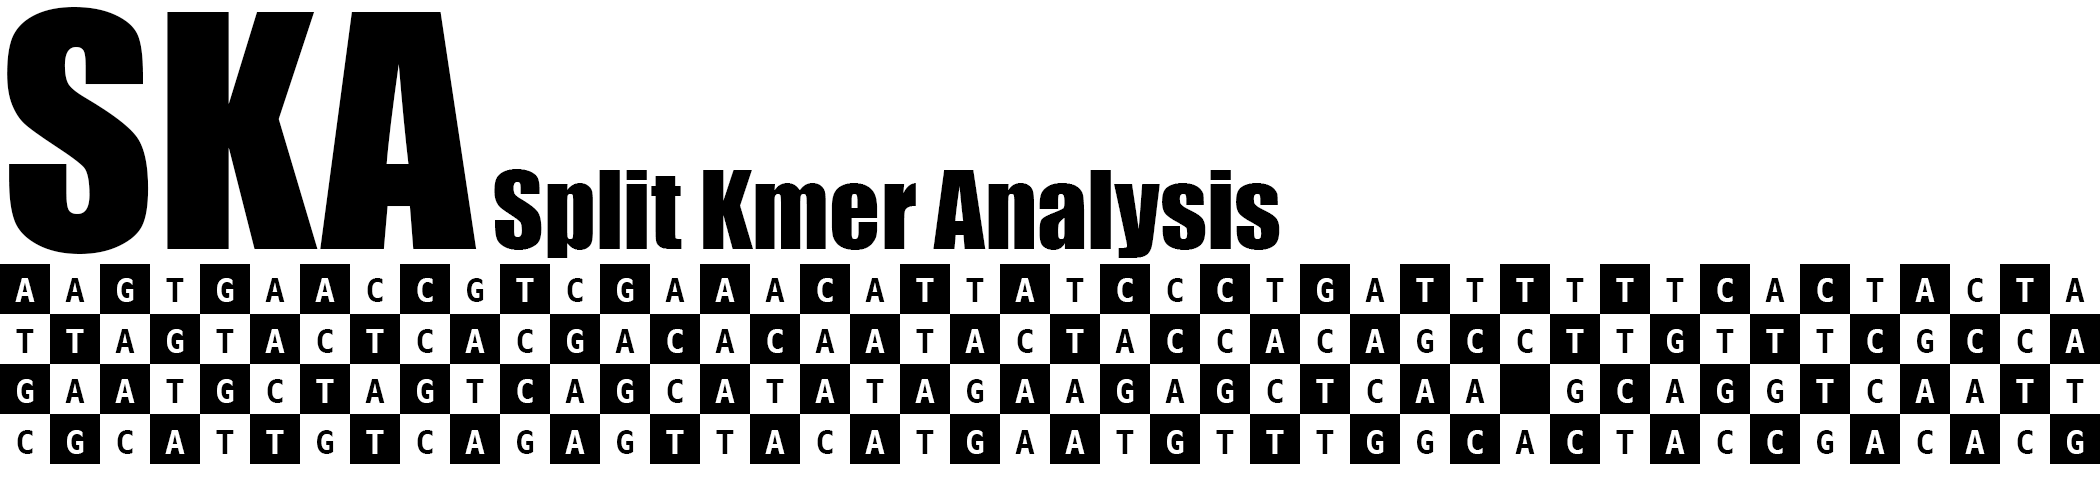 SKA Split Kmer Analysis
A A G T G A A C C G T C G A A A C A T T A T C C C T G A T T T T T T C A C T A C T A
T T A G T A C T C A C G A C A C A A T A C T A C C A C A G C C T T G T T T C G C C A
G A A T G C T A G T C A G C A T A T A G A A G A G C T C A A G C A G G T C A A T T
C G C A T T G T C A G A G T T A C A T G A A T G T T T G G C A C T A C C G A C A C G